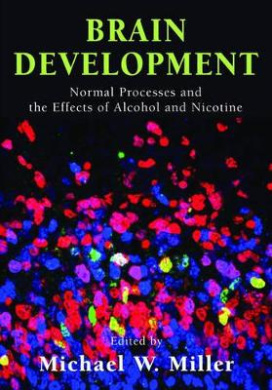 BRAIN
DEVELOPMENT
Normal Processes and
the Effects of Alcohol and Nicotine
Edited by
Michael W. Miller